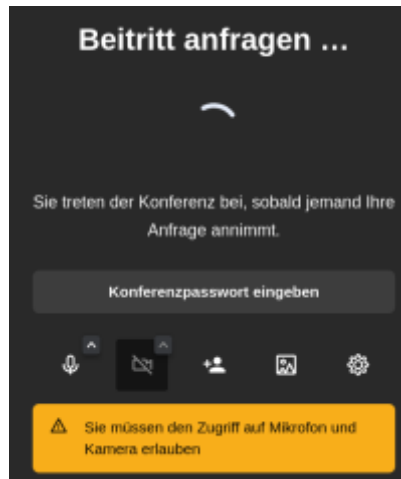 Beitritt anfragen ...
Sie treten der Konferenz bei, sobald jemand Ihre
Anfrage annimmt.
Konferenzpasswort eingeben
Sie müssen den Zugriff auf Mikrofon und
Kamera erlauben